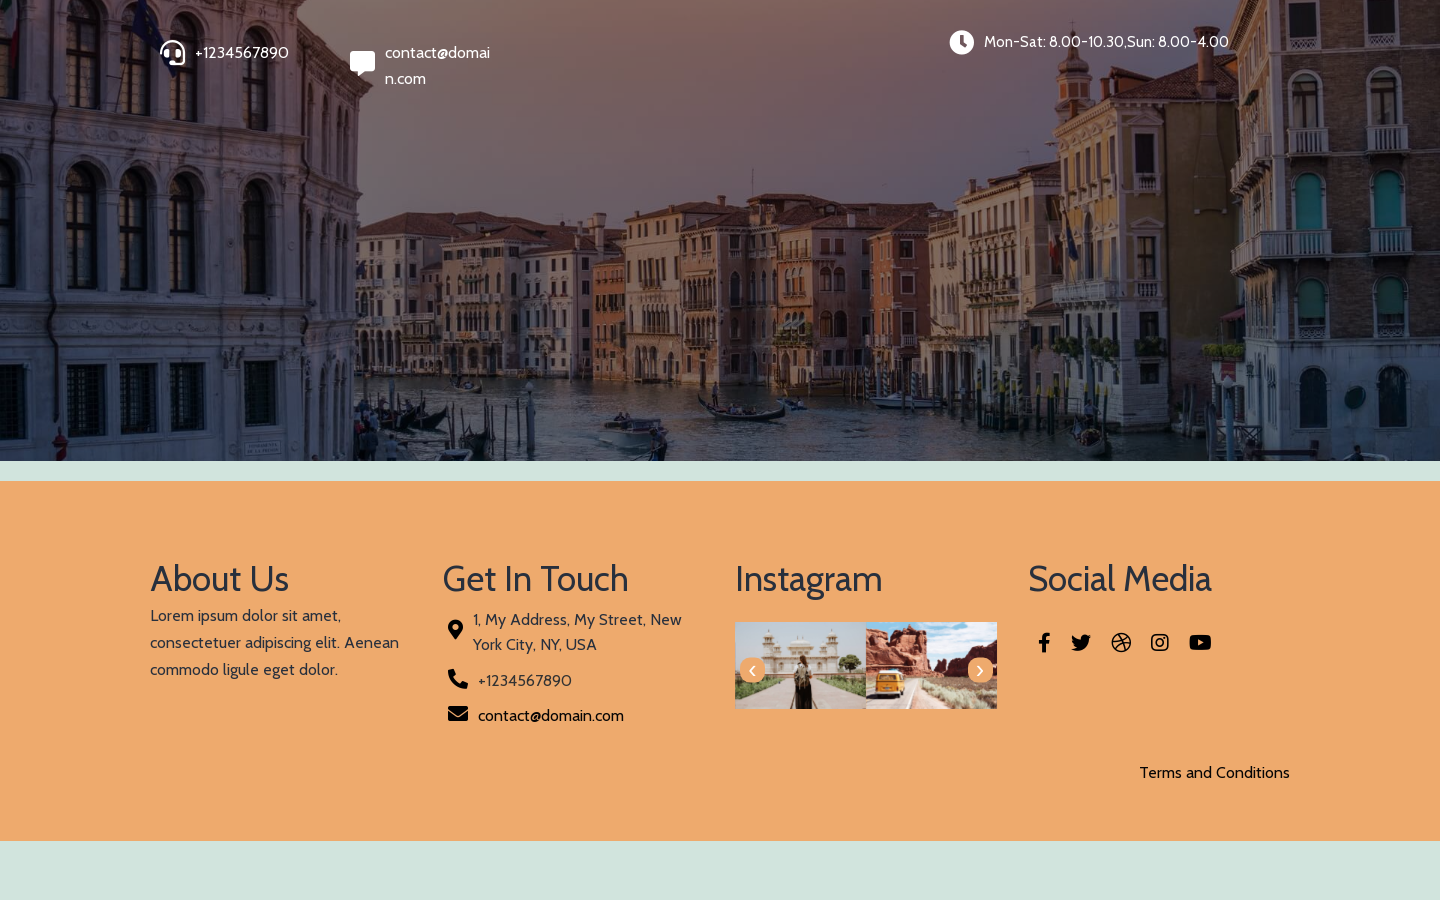 +1234567890
contact@domai
n.com
Mon-Sat: 8.00-10.30,Sun: 8.00-4.00
About Us
Lorem ipsum dolor sit amet,
consectetuer adipiscing elit. Aenean
commodo ligule eget dolor.
Get In Touch
1, My Address, My Street, New
York City, NY, USA
+1234567890
contact@domain.com
Instagram
Social Media
Terms and Conditions